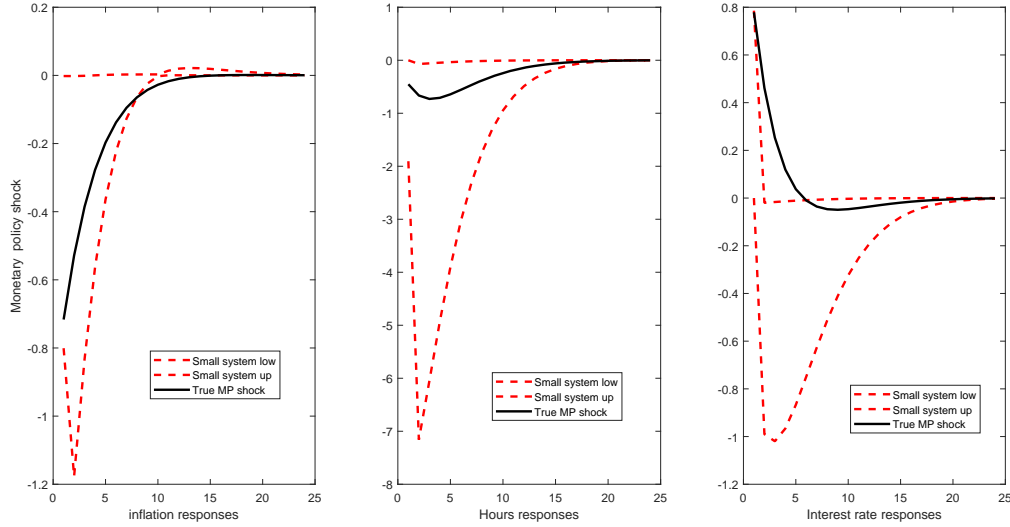 Monetary policy shock
0.2
0
-0.2
-0.4
-0.6
-0.8
-1
-1.2
0 5 10 15 20 25
inflation responses
Small system low
Small system up
True MP shock
1
0
-1
-2
-3
-4
-5
-6
-7
-8
0 5 10 15 20 25
Hours responses
Small system low
Small system up
True MP shock
0.8
0.6
0.4
0.2
0
-0.2
-0.4
-0.6
-0.8
-1
-1.2
0 5 10 15 20 25
Interest rate responses
Small system low
Small system up
True MP shock